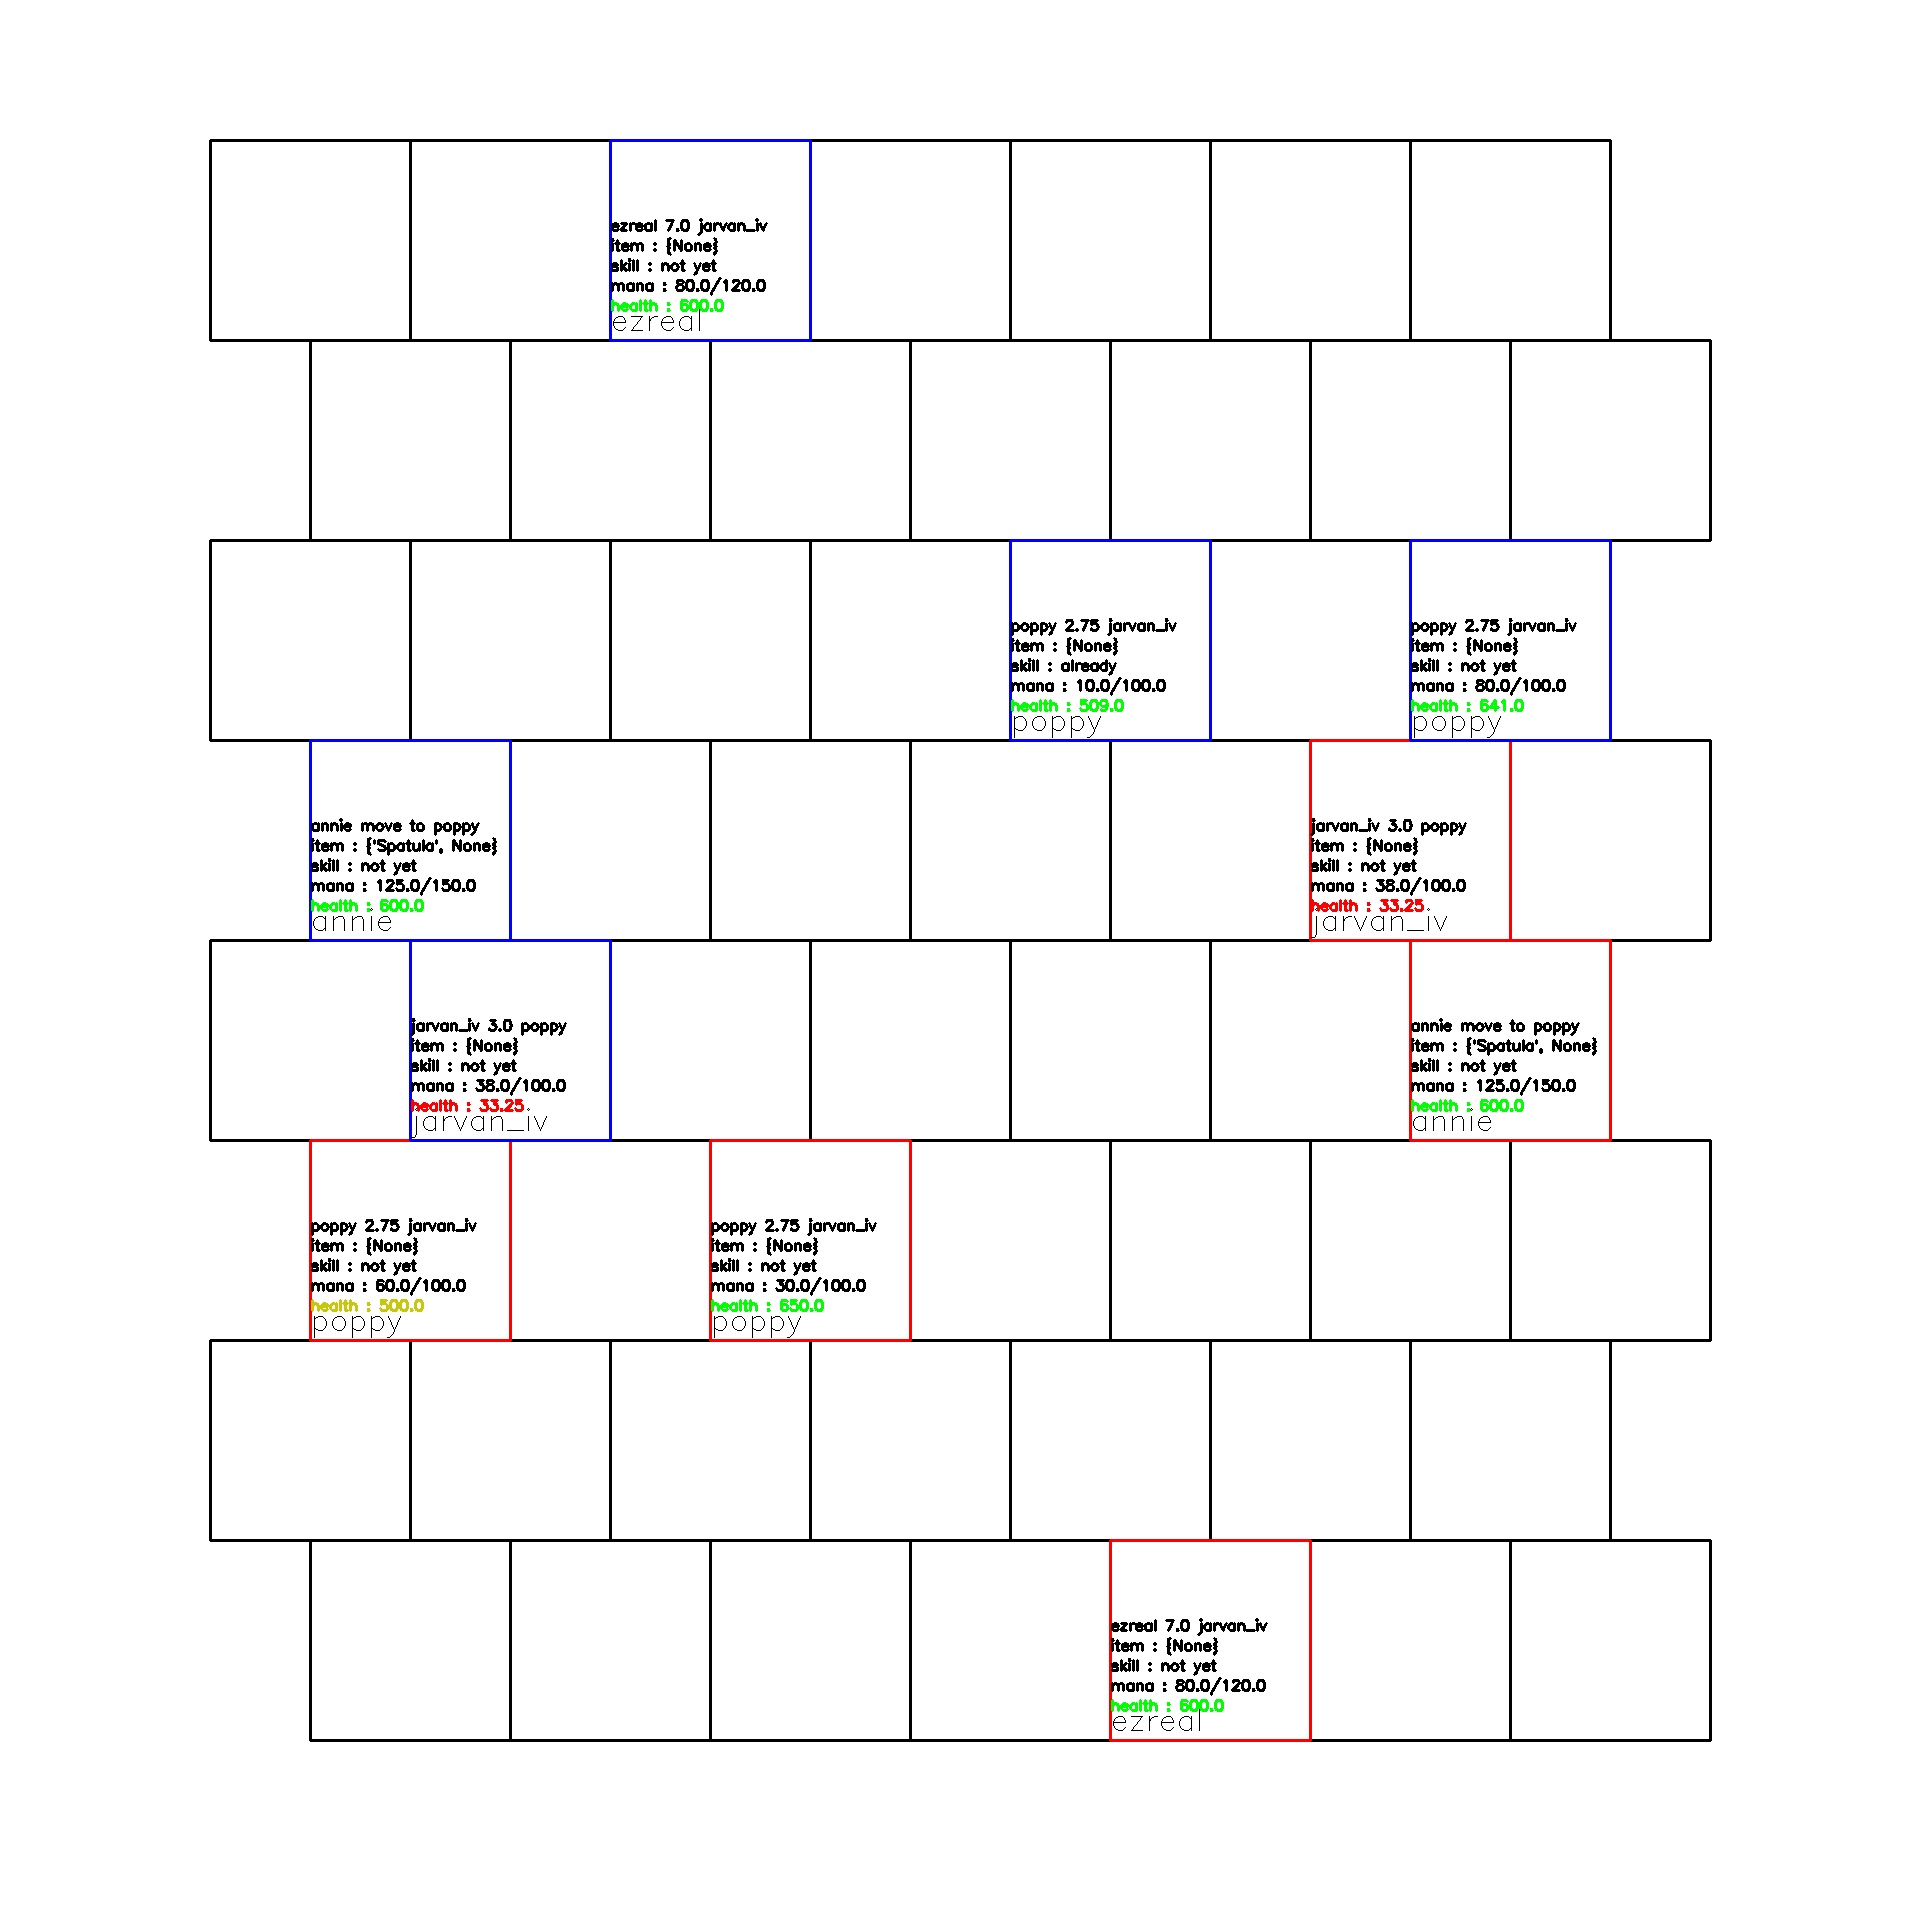 ezreal 7.0 jarvan_iv
item : {None}
skill : not yet
mana : 80.0/120.0
health : 600.0
ezreal
poppy 2.75 jarvan_iv
item : {None}
skill : already
mana : 10.0/100.0
health : 509.0
poppy
poppy 2.75 jarvan_iv
item : {None}
skill : not yet
mana : 80.0/100.0
health : 641.0
poppy
annie move to poppy
item : {'Spatula', None}
skill : not yet
mana : 125.0/150.0
health : 600.0
annie
jarvan_iv 3.0 poppy
item : {None}
skill : not yet
mana : 38.0/100.0
health : 33.25
jarvan_iv
jarvan_iv 3.0 poppy
item : {None}
skill : not yet
mana : 38.0/100.0
health : 33.25
jarvan_iv
annie move to poppy
item : {'Spatula', None}
skill : not yet
mana : 125.0/150.0
health : 600.0
annie
poppy 2.75 jarvan_iv
item : {None}
skill : not yet
mana : 60.0/100.0
health : 500.0
poppy
poppy 2.75 jarvan_iv
item : {None}
skill : not yet
mana : 30.0/100.0
health : 650.0
poppy
ezreal 7.0 jarvan_iv
item : {None}
skill : not yet
mana : 80.0/120.0
health : 600.0
ezreal